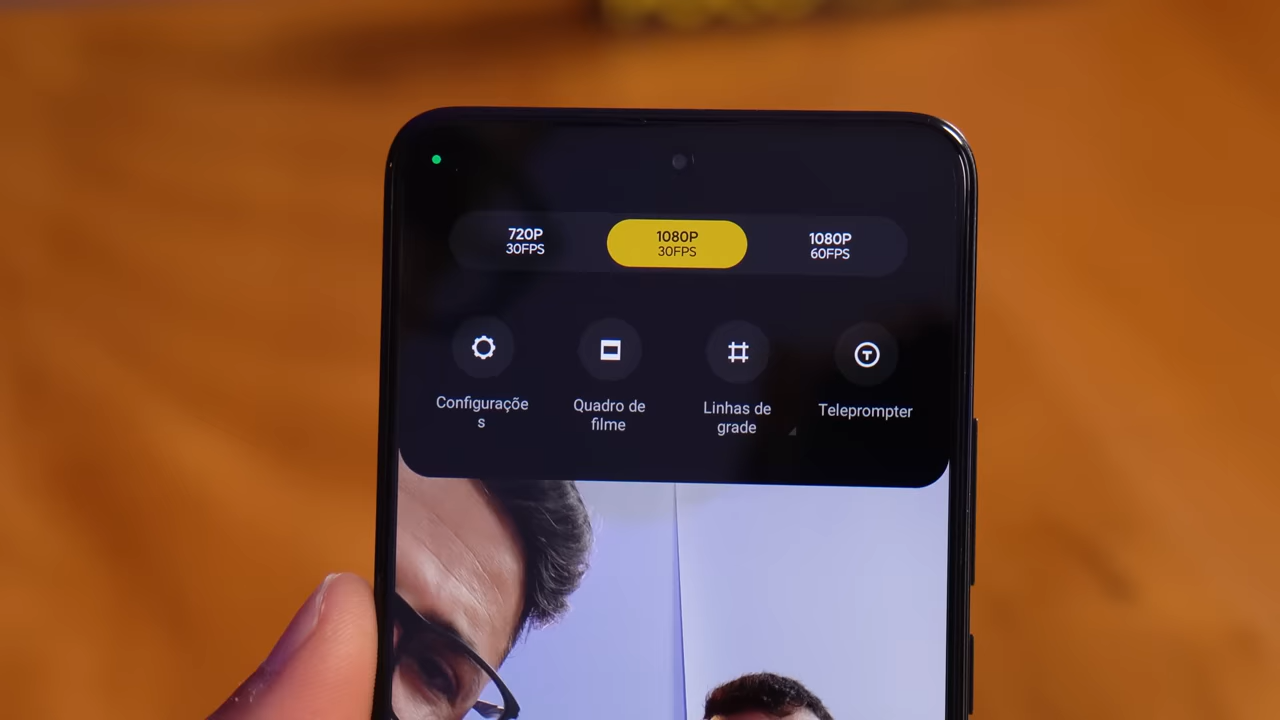 720P
30FPS
1080P
30FPS
1080P
60FPS
Configuraçõe
s
Quadro de
filme
Linhas de
grade
Teleprompter